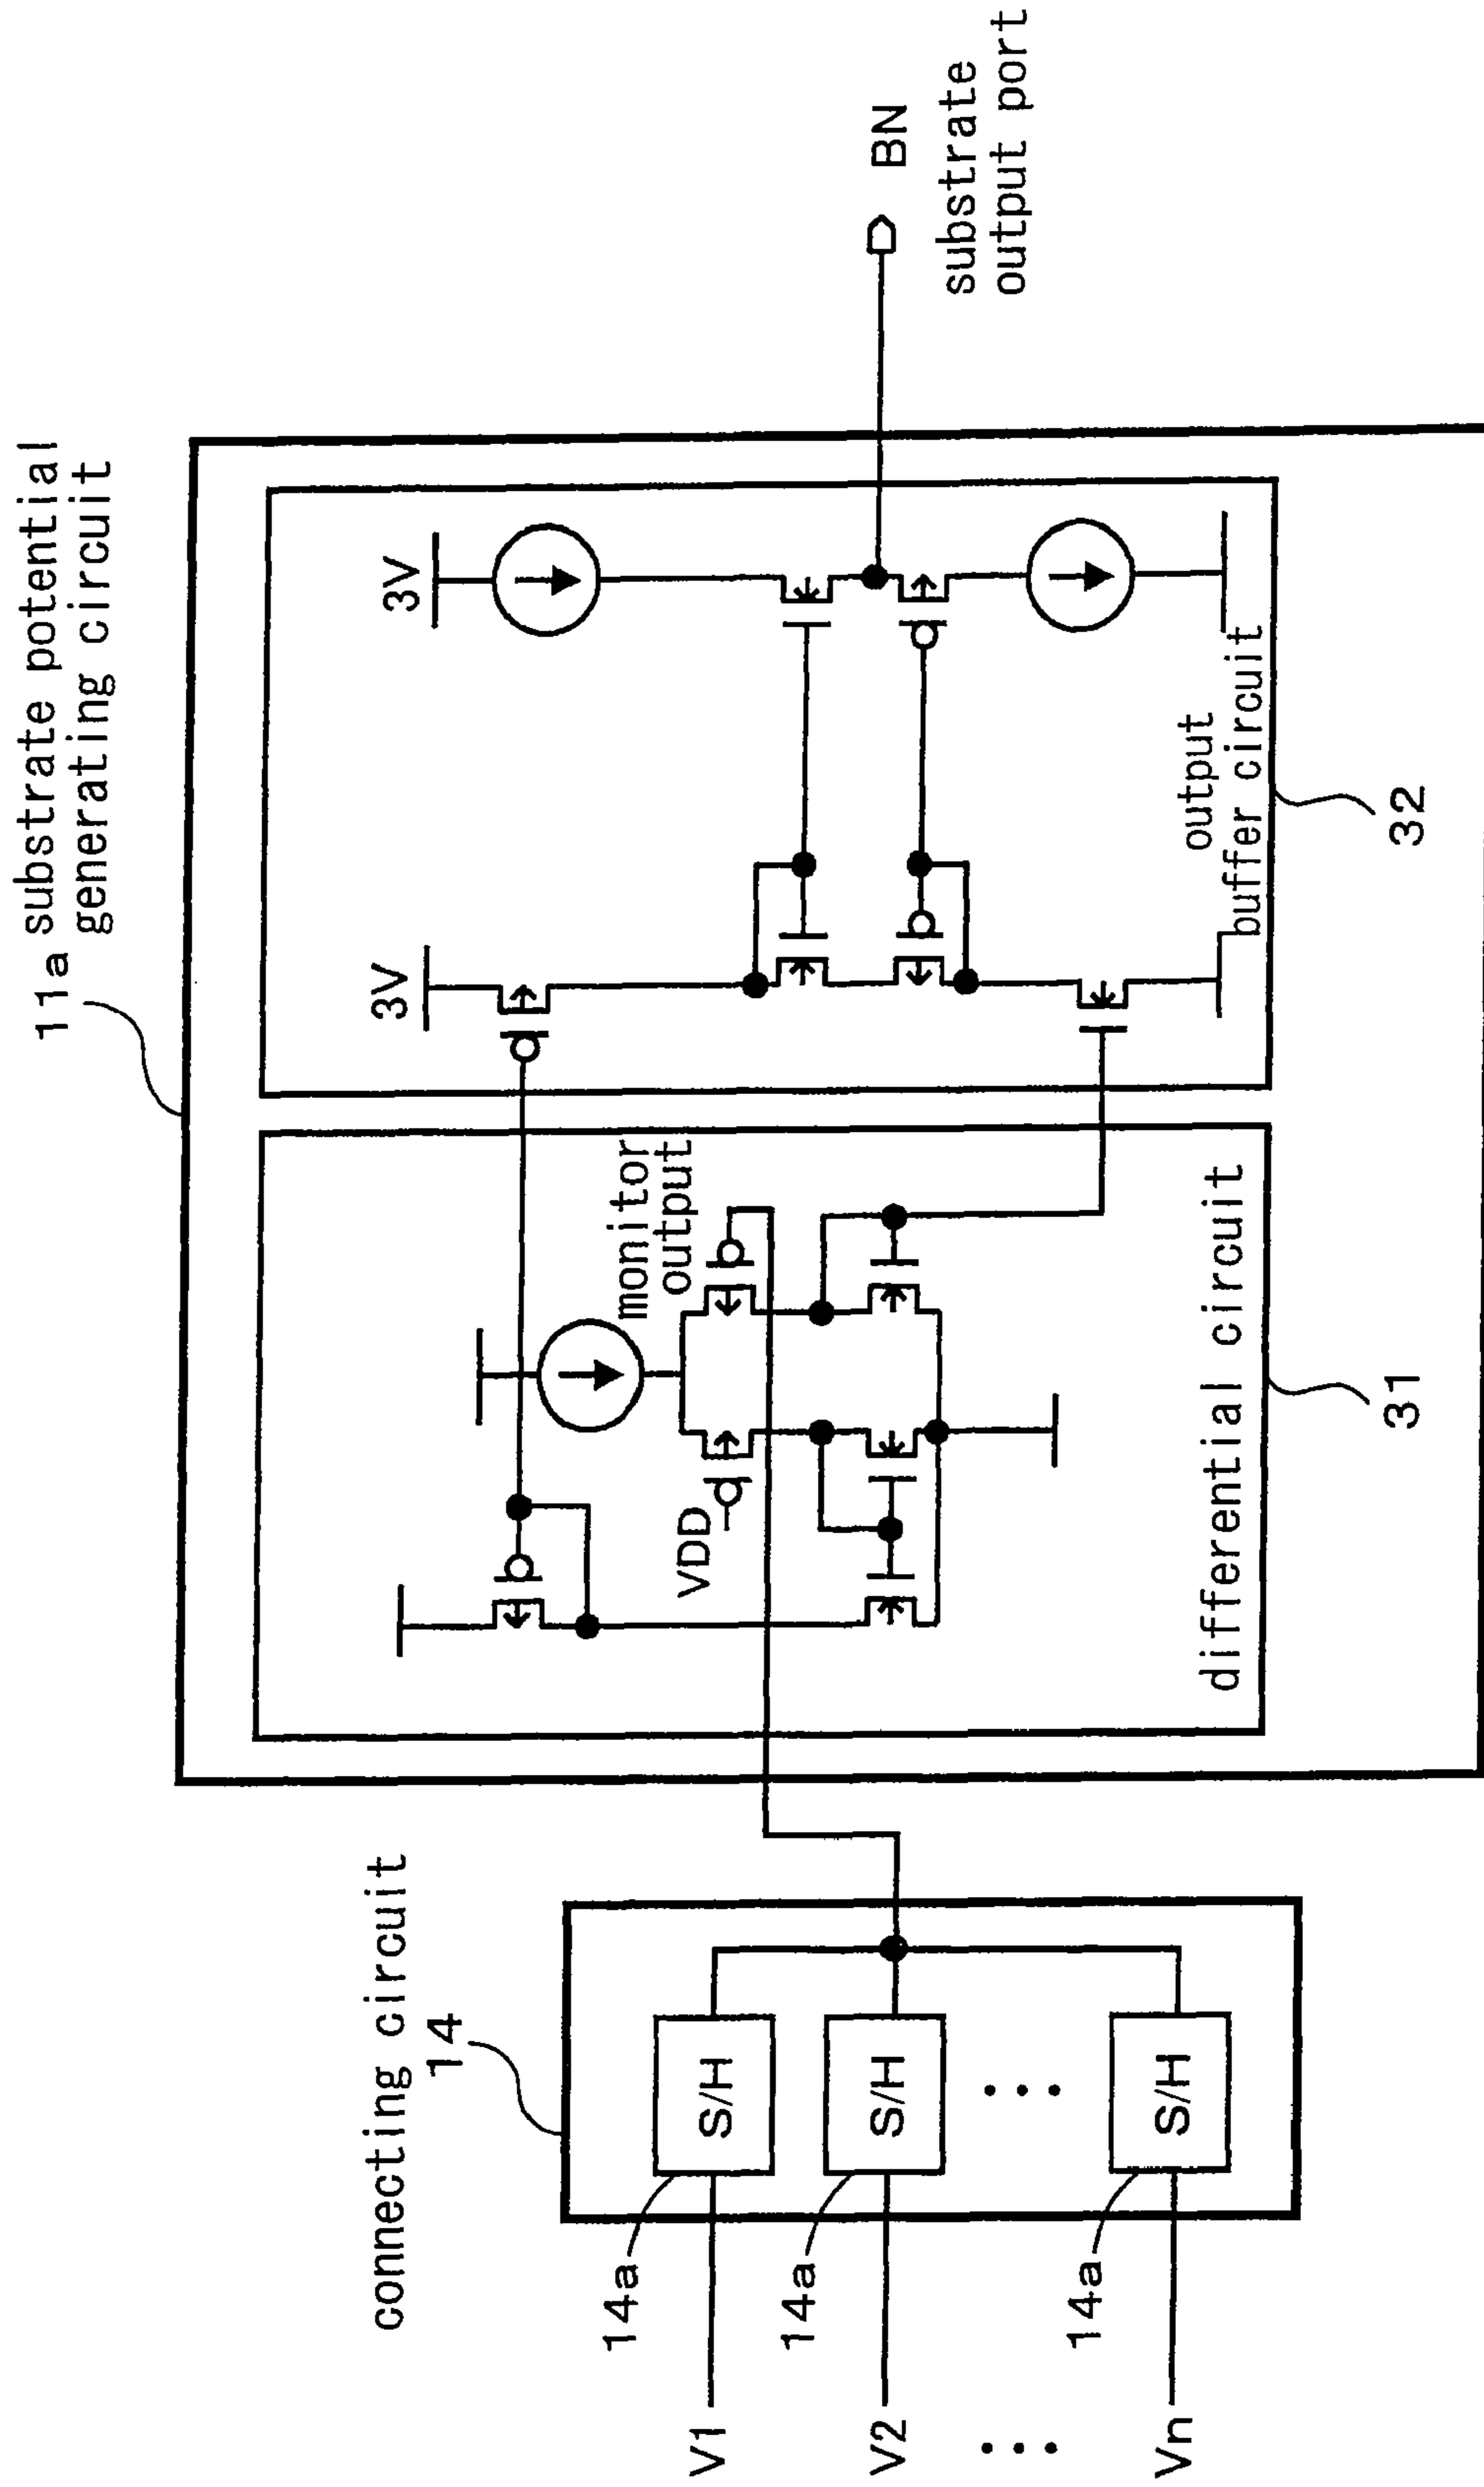 11a substrate potential
generating circuit
connecting circuit
14
V1
14a
S/H
V2
14a
S/H
...
...
Vn
14a
S/H
VDD
monitor
output
differential circuit
31
3V
3V
output
buffer circuit
32
BN
substrate
output port